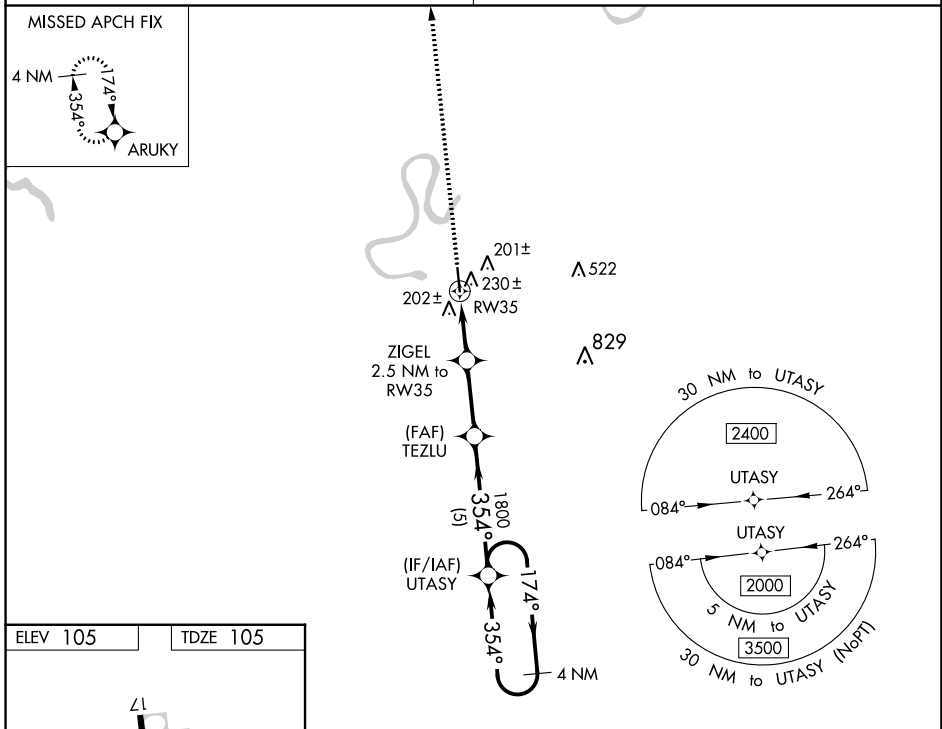 MISSED APCH FIX
4 NM
174°
354°
ARUKY
201±
522
230±
202±
RW35
829
ZIGEL
2.5 NM to
RW35
(FAF)
TEZLU
1800
354°
(5)
(IF/IAF)
UTASY
174°
354°
4 NM
30 NM to UTASY
2400
UTASY
084°
264°
UTASY
084°
264°
2000
5 NM to UTASY
3500
30 NM to UTASY (NoPT)
ELEV 105
TDZE 105
17